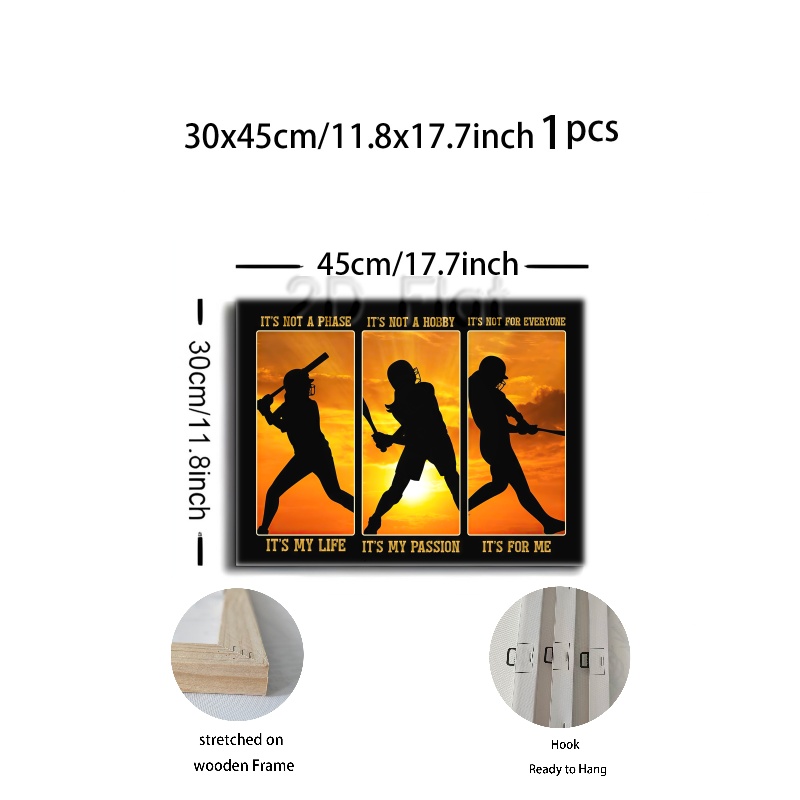 30x45cm/11.8x17.7inch 1pcs
45cm/17.7inch
2D Flat
30cm/11.8inch
IT'S NOT A PHASE
IT'S NOT A HOBBY
IT'S NOT FOR EVERYONE
IT'S MY LIFE
IT'S MY PASSION
IT'S FOR ME
stretched on
wooden Frame
Hook
Ready to Hang